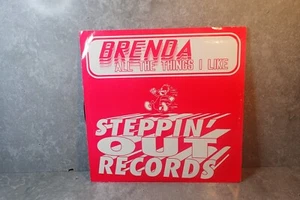 BRENDA
ALL THE THINGS I LIKE
STEPPIN'
OUT
RECORDS